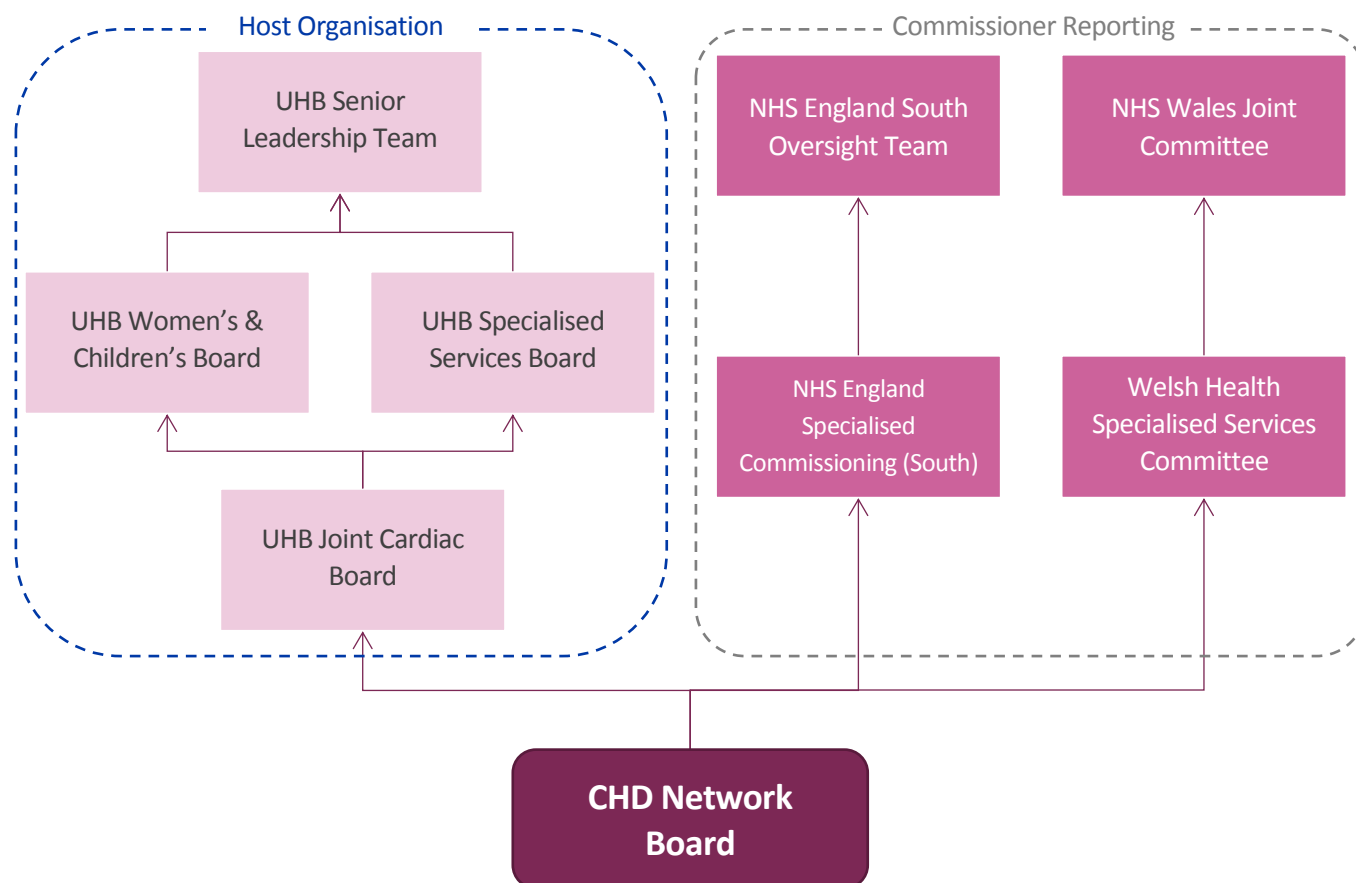 Host Organisation
Commissioner Reporting
UHB Senior
Leadership Team
NHS England South
Oversight Team
NHS Wales Joint
Committee
UHB Women’s &
Children’s Board
UHB Specialised
Services Board
NHS England
Specialised
Commissioning (South)
Welsh Health
Specialised Services
Committee
UHB Joint Cardiac
Board
CHD Network
Board